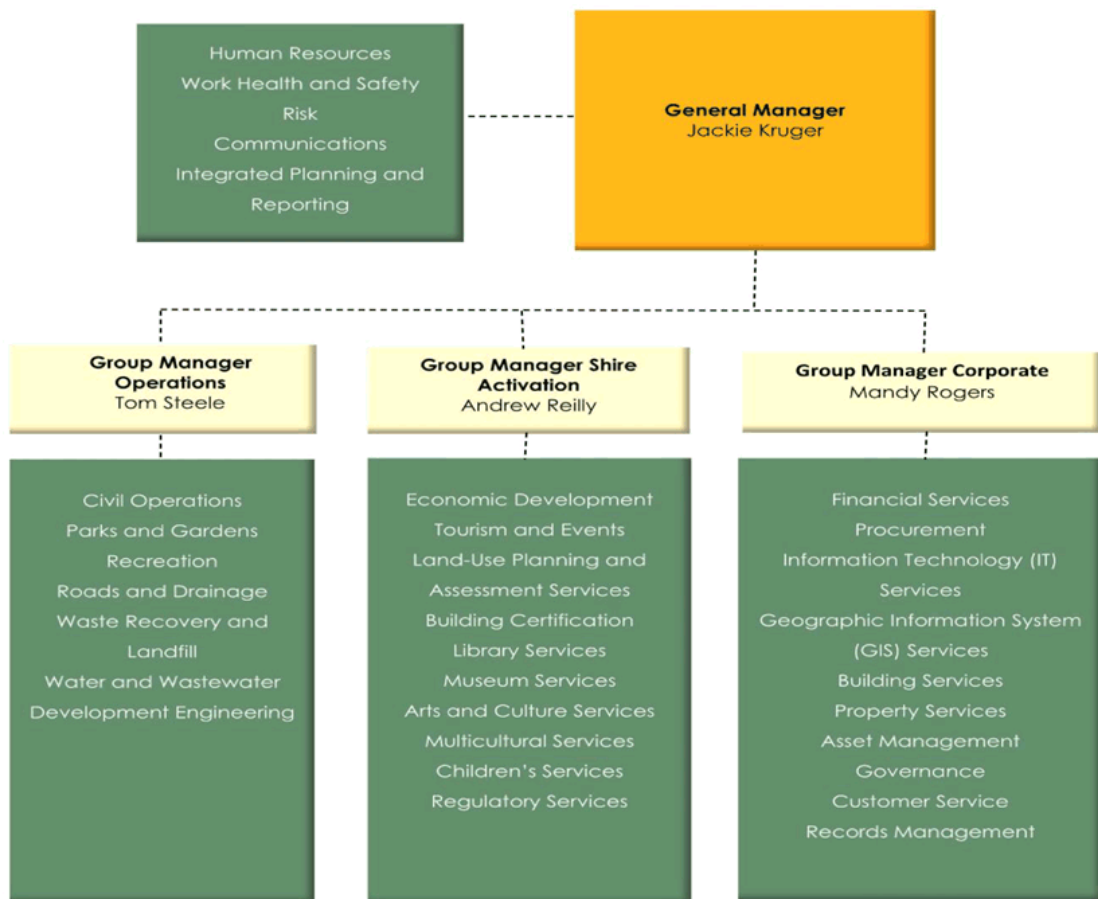 Human Resources
Work Health and Safety
Risk
Communications
Integrated Planning and
Reporting
General Manager
Jackie Kruger
Group Manager
Operations
Tom Steele
Group Manager Shire
Activation
Andrew Reilly
Group Manager Corporate
Mandy Rogers
Civil Operations
Parks and Gardens
Recreation
Roads and Drainage
Waste Recovery and
Landfill
Water and Wastewater
Development Engineering
Economic Development
Tourism and Events
Land-Use Planning and
Assessment Services
Building Certification
Library Services
Museum Services
Arts and Culture Services
Multicultural Services
Children's Services
Regulatory Services
Financial Services
Procurement
Information Technology (IT)
Services
Geographic Information System
(GIS) Services
Building Services
Property Services
Asset Management
Governance
Customer Service
Records Management